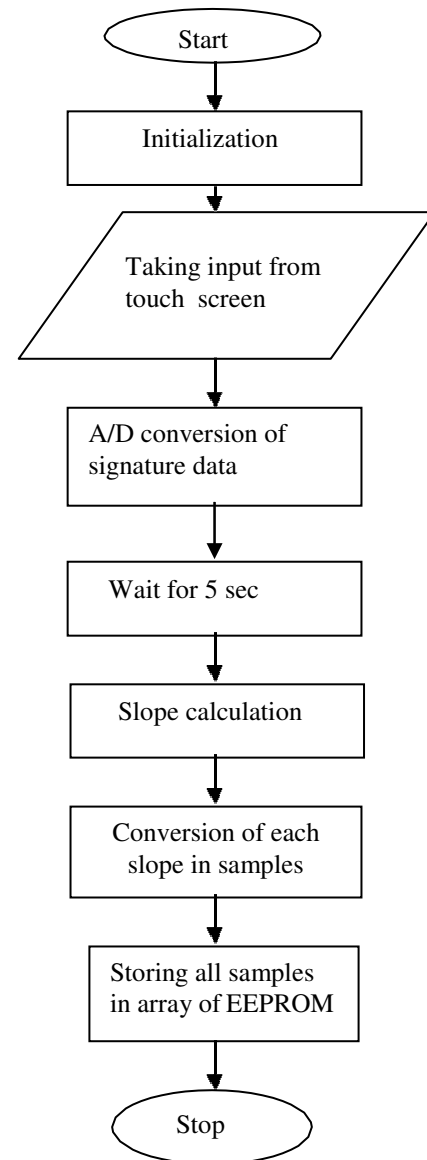 Start
Initialization
Taking input from
touch screen
A/D conversion of
signature data
Wait for 5 sec
Slope calculation
Conversion of each
slope in samples
Storing all samples
in array of EEPROM
Stop